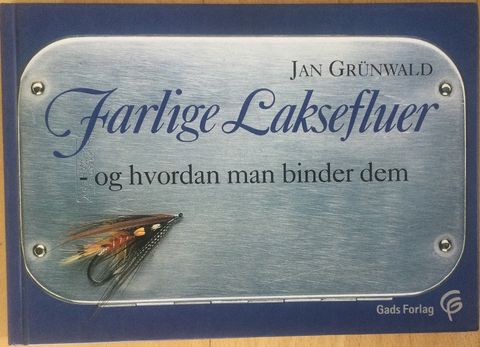 JAN GRÜNWALD
Farlige Laksefluer
- og hvordan man binder dem
Gads Forlag